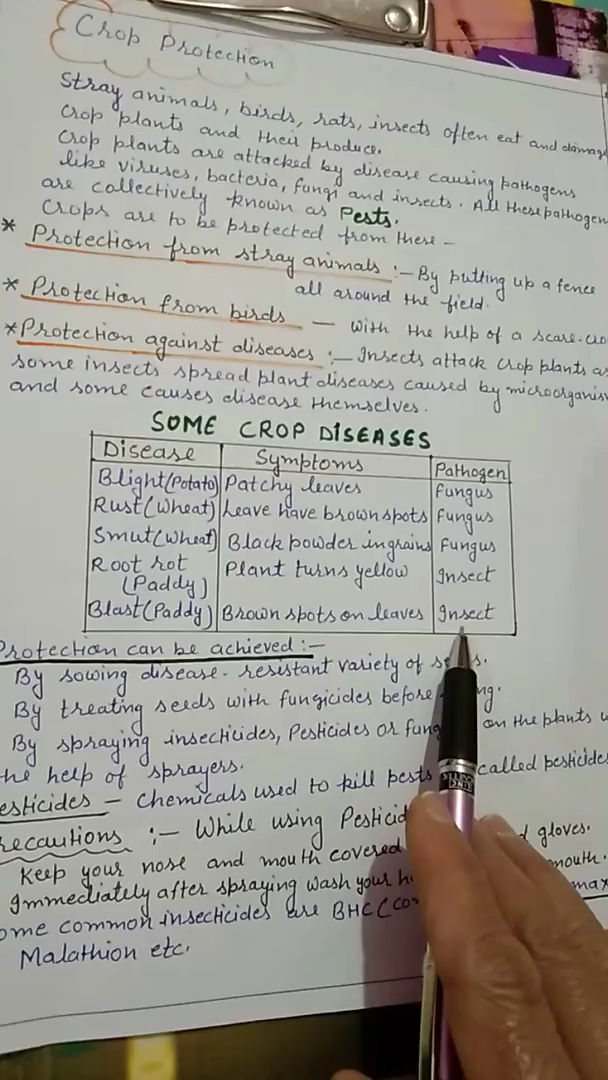 Crop Protection
Stray animals, birds, rats, insects often eat and damag
crop plants and their produce.
Crop plants are attacked by disease causing pathogens
like viruses, bacteria, fungi and insects. All these pathogen
are collectively known as Pests.
Crops are to be protected from these –
* Protection from stray animals :– By putting up a fence
all around the field.
* Protection from birds — with the help of a scare-cro
* Protection against diseases :– Insects attack crop plants as
some insects spread plant diseases caused by microorganism
and some causes disease themselves.
SOME CROP DISEASES
Disease Symptoms Pathogen
Blight (Potato) Patchy leaves Fungus
Rust (Wheat) Leave have brown spots Fungus
Smut (Wheat) Black powder in grains Fungus
Root rot (Paddy) Plant turns yellow Insect
Blast (Paddy) Brown spots on leaves Insect
Protection can be achieved :–
By sowing disease-resistant variety of
By treating seeds with fungicides before
By spraying insecticides, Pesticides or fun on the plants w
the help of sprayers.
esticides – Chemicals used to kill pests called pesticides
recautions :– While using Pesticid
Keep your nose and mouth covered gloves.
Immediately after spraying wash your h mouth.
ome common insecticides are BHC (Co max
Malathion etc.